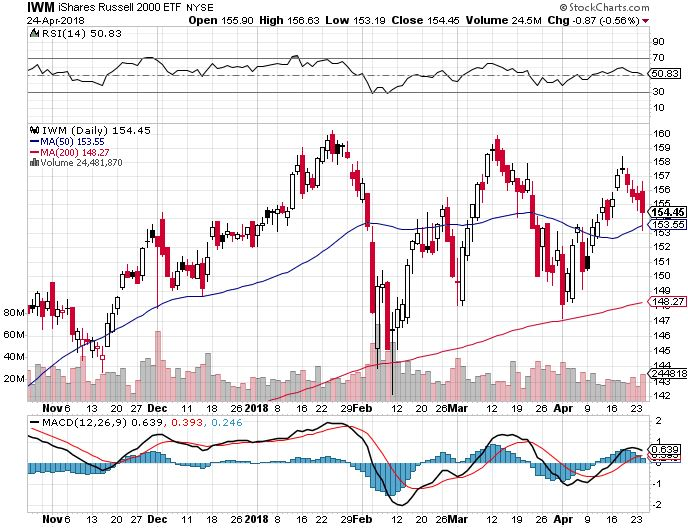 IWM iShares Russell 2000 ETF NYSE © StockCharts.com
24-Apr-2018 Open 155.90 High 156.63 Low 153.19 Close 154.45 Volume 24.5M Chg -0.87 (-0.56%)
RSI(14) 50.83
90
70
50.83
30
10
IWM (Daily) 154.45
MA(50) 153.55
MA(200) 148.27
Volume 24,481,870
160
159
158
157
156
155
154.45
153.55
153
152
151
150
149
148.27
147
146
145
144
143
142
80M
60M
40M
20M
244818
Nov 6 13 20 27 Dec 11 18 26 2018 8 16 22 29 Feb 12 20 26 Mar 12 19 26 Apr 9 16 23
MACD(12,26,9) 0.639, 0.393, 0.246
2
1
0.639
0
-1
-2
Nov 6 13 20 27 Dec 11 18 26 2018 8 16 22 29 Feb 12 20 26 Mar 12 19 26 Apr 9 16 23